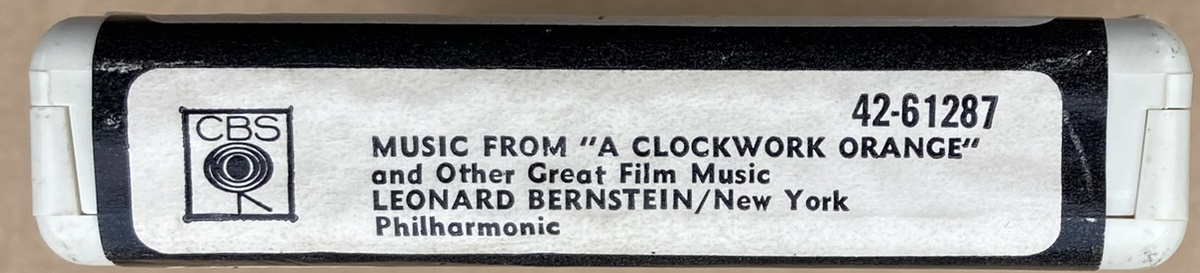 CBS
42-61287
MUSIC FROM "A CLOCKWORK ORANGE"
and Other Great Film Music
LEONARD BERNSTEIN/New York
Philharmonic